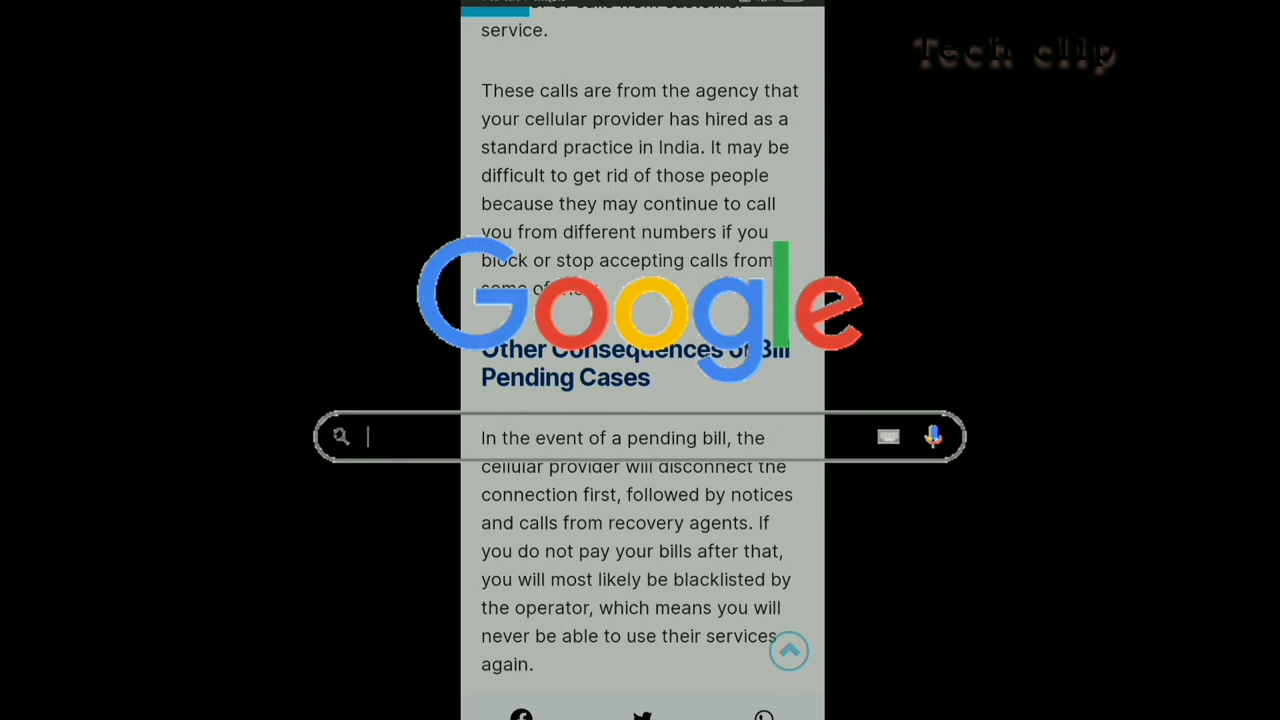 service.
Tech clip
These calls are from the agency that
your cellular provider has hired as a
standard practice in India. It may be
difficult to get rid of those people
because they may continue to call
you from different numbers if you
block or stop accepting calls from
some of
Google
Other Consequences of Bill
Pending Cases
In the event of a pending bill, the
cellular provider will disconnect the
connection first, followed by notices
and calls from recovery agents. If
you do not pay your bills after that,
you will most likely be blacklisted by
the operator, which means you will
never be able to use their services
again.